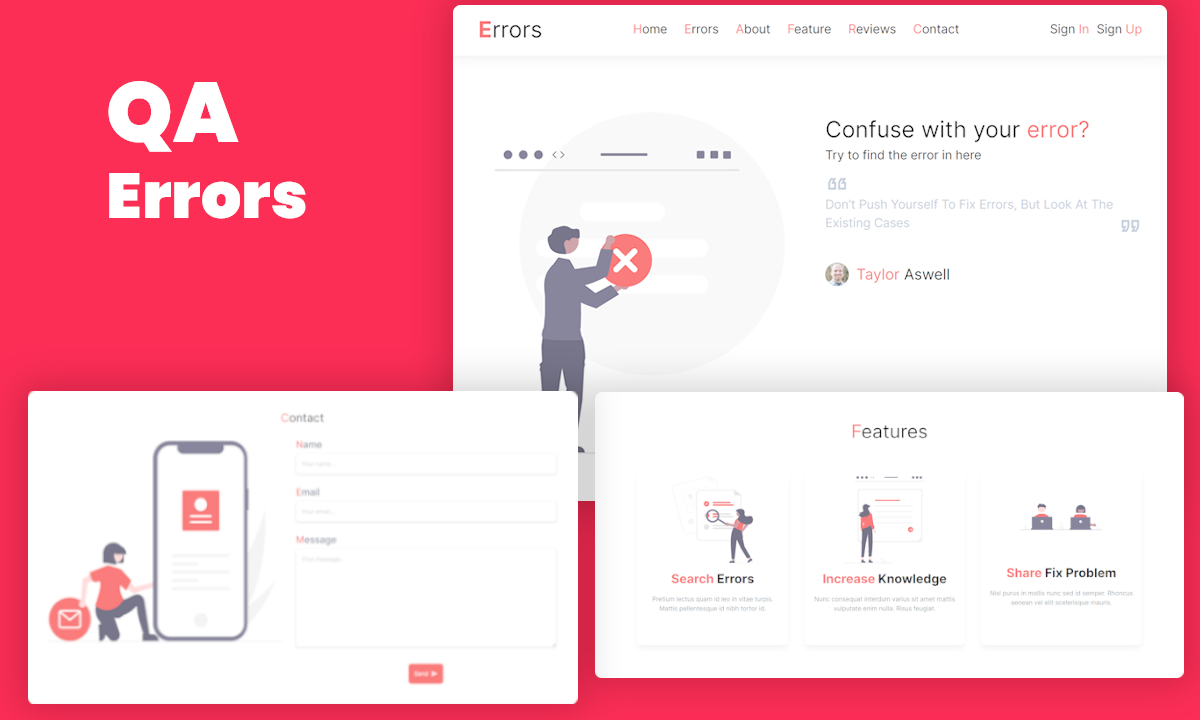 QA
Errors
Errors
Home Errors About Feature Reviews Contact
Sign In Sign Up
Confuse with your error?
Try to find the error in here
Don't Push Yourself To Fix Errors, But Look At The
Existing Cases
Taylor Aswell
Contact
Name
Your name...
Email
Your email...
Message
Send
Features
Search Errors
Pretium lectus quam id leo in vitae turpis.
Mattis pellentesque id nibh tortor id.
Increase Knowledge
Nunc consequat interdum varius sit amet mattis
vulputate enim nulla. Risus feugiat.
Share Fix Problem
Nisl purus in mollis nunc sed id semper. Rhoncus
aenean vel elit scelerisque mauris.